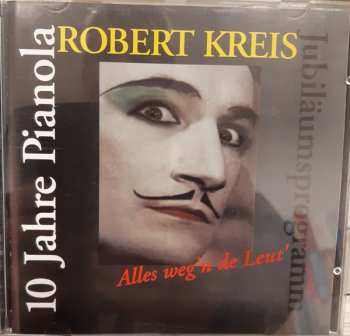 ROBERT KREIS
10 Jahre Pianola
Jubiläumsprogramm
Alles weg'n de Leut'